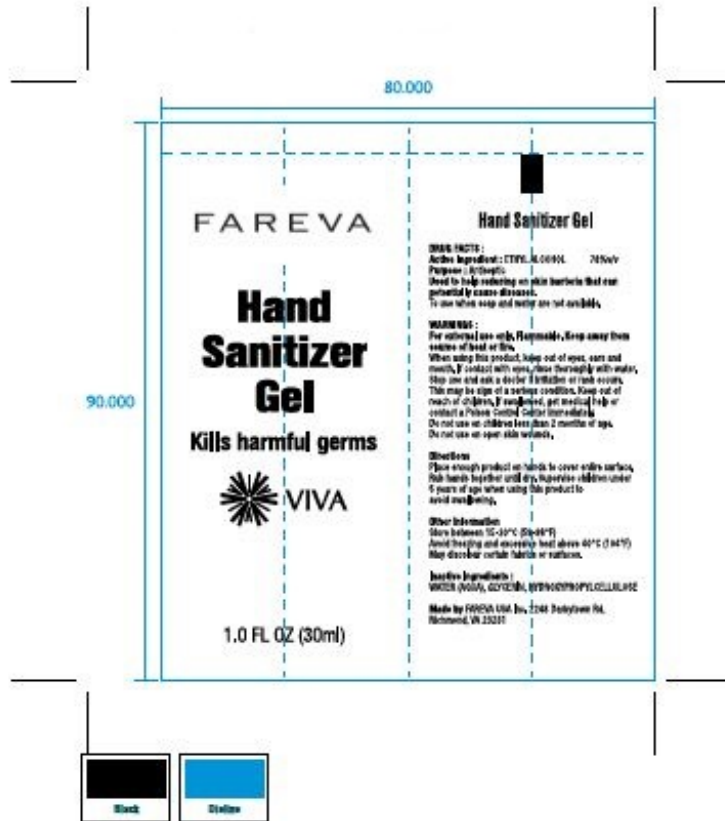 80.000
90.000
FAREVA
Hand
Sanitizer
Gel
Kills harmful germs
VIVA
1.0 FL OZ (30ml)
Hand Sanitizer Gel
DRUG FACTS :
Active Ingredient : ETHYL ALCOHOL 70%v/v
Purpose : Antiseptic
Used to help reducing on skin bacteria that can
potentially cause diseases.
To use when soap and water are not available.
WARNINGS :
For external use only. Flammable. Keep away from
source of heat or fire.
When using this product, keep out of eyes, ears and
mouth. If contact with eyes, rinse thoroughly with water.
Stop use and ask a doctor if irritation or rash occurs.
This may be sign of a serious condition. Keep out of
reach of children. If swallowed, get medical help or
contact a Poison Control Center immediately.
Do not use on children less than 2 months of age.
Do not use on open skin wounds.
Directions
Place enough product on hands to cover entire surface.
Rub hands together until dry. Supervise children under
6 years of age when using this product to
avoid swallowing.
Other Information
Store between 15-30°C (59-86°F)
Avoid freezing and excessive heat above 40°C (104°F)
May discolour certain fabrics or surfaces.
Inactive Ingredients :
WATER (AQUA), GLYCERIN, HYDROXYPROPYLCELLULOSE
Made by FAREVA USA Inc. 2248 Darbytown Rd,
Richmond, VA 23231
Black
Dieline